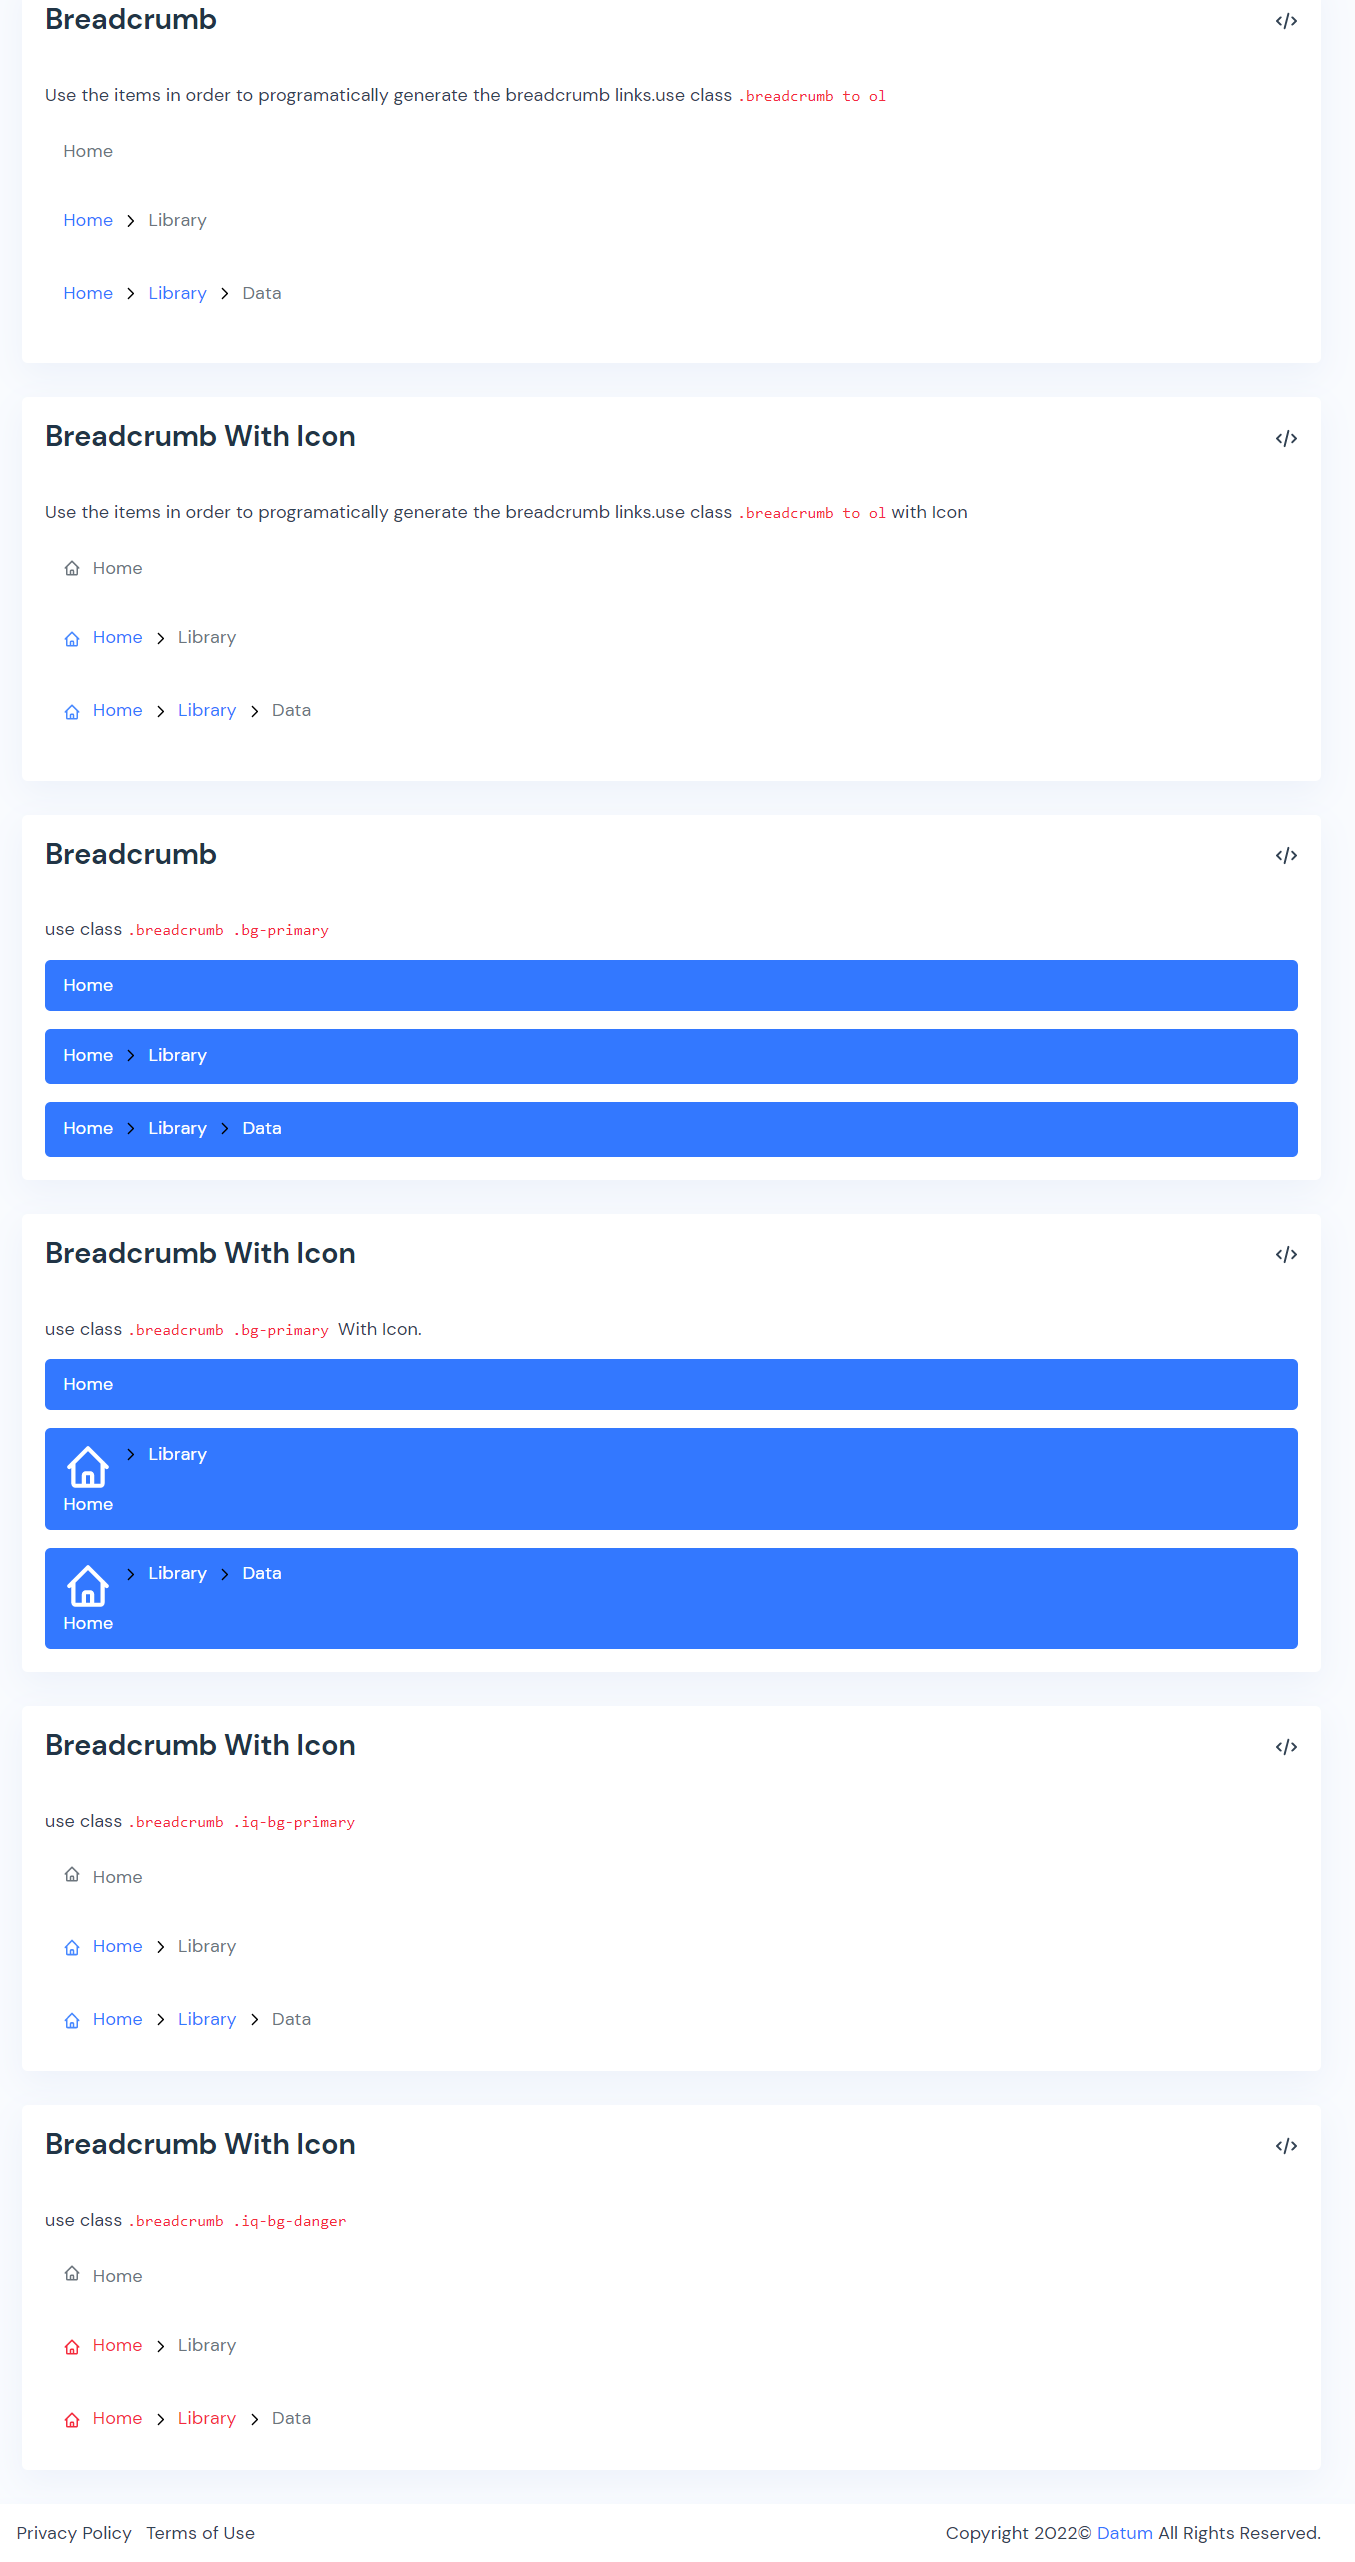 Breadcrumb
Use the items in order to programatically generate the breadcrumb links.use class .breadcrumb to ol
Home
Home > Library
Home > Library > Data
Breadcrumb With Icon
Use the items in order to programatically generate the breadcrumb links.use class .breadcrumb to ol with Icon
Home
Home > Library
Home > Library > Data
Breadcrumb
use class .breadcrumb .bg-primary
Home
Home > Library
Home > Library > Data
Breadcrumb With Icon
use class .breadcrumb .bg-primary With Icon.
Home
> Library
Home
> Library > Data
Home
Breadcrumb With Icon
use class .breadcrumb .iq-bg-primary
Home
Home > Library
Home > Library > Data
Breadcrumb With Icon
use class .breadcrumb .iq-bg-danger
Home
Home > Library
Home > Library > Data
Privacy Policy Terms of Use Copyright 2022© Datum All Rights Reserved.